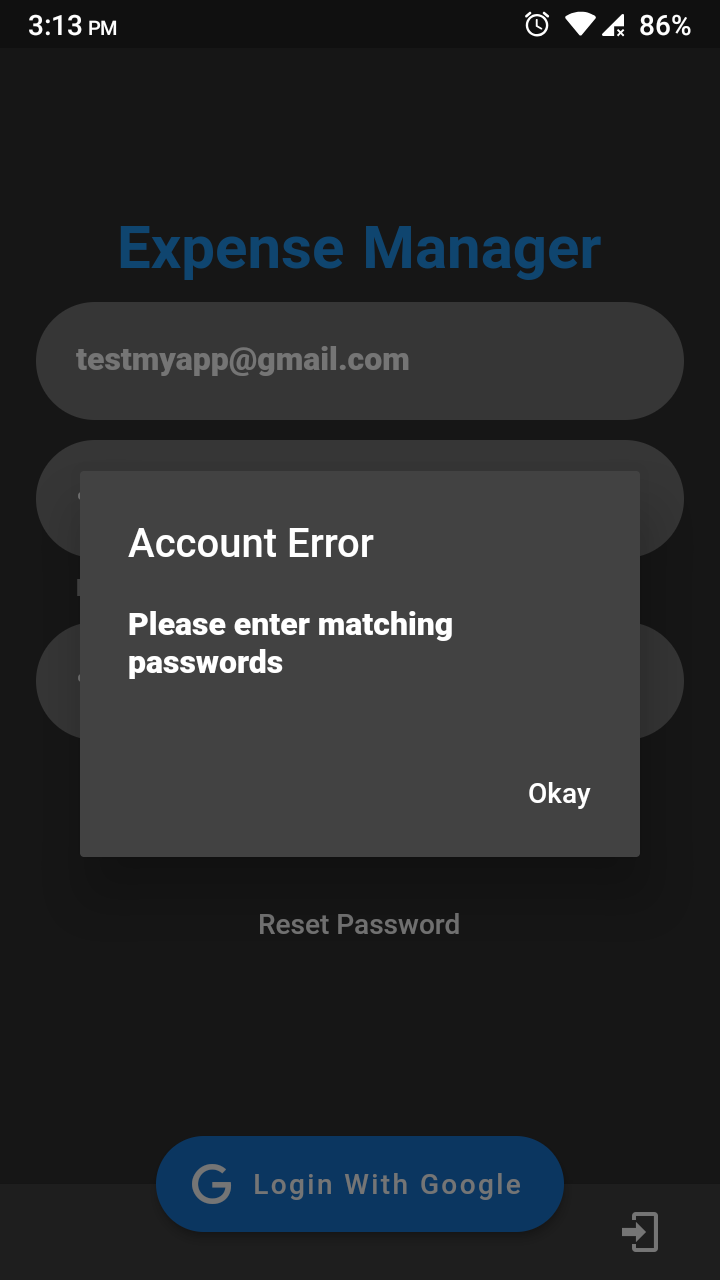 3:13 PM 86%
Expense Manager
testmyapp@gmail.com
Account Error
Please enter matching
passwords
Okay
Reset Password
Login With Google